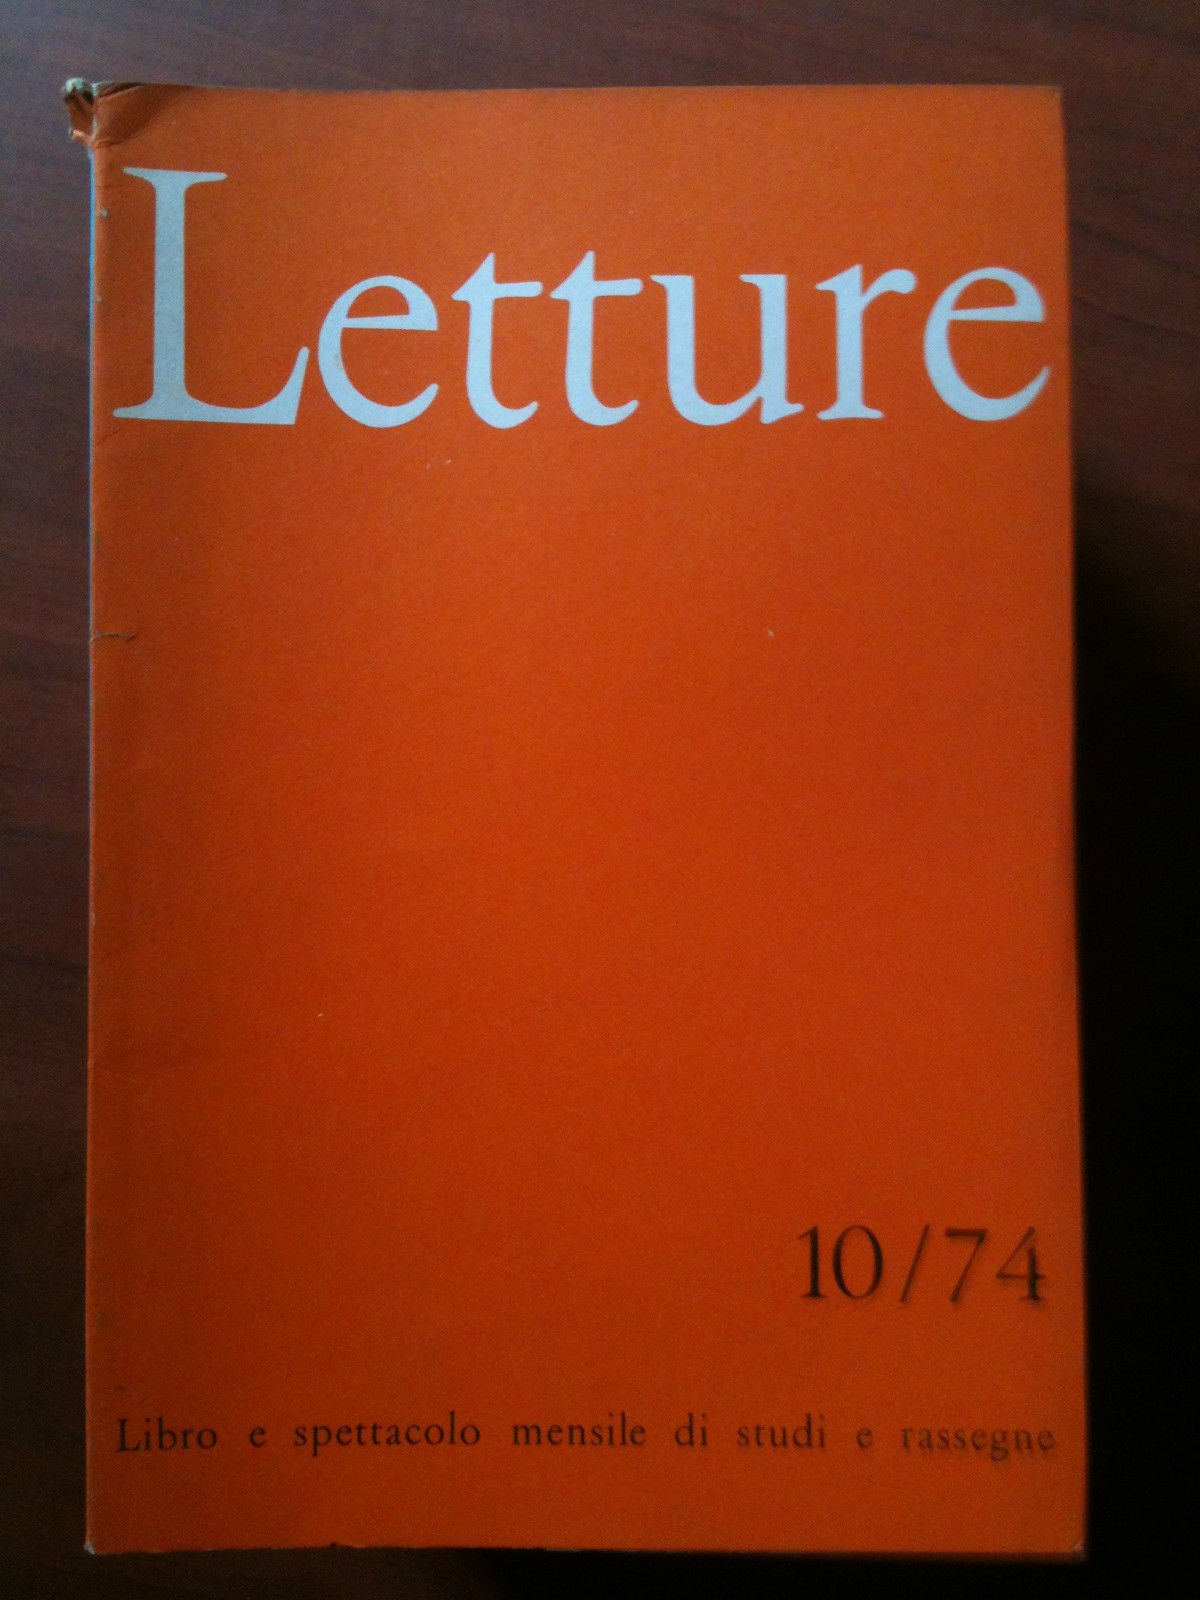 Letture
10/74
Libro e spettacolo mensile di studi e rassegne